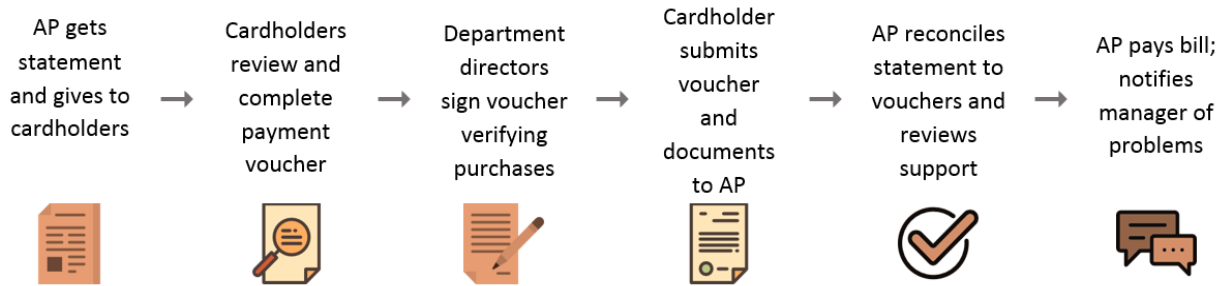 AP gets
statement
and gives to
cardholders
Cardholders
review and
complete
payment
voucher
Department
directors
sign voucher
verifying
purchases
Cardholder
submits
voucher
and
documents
to AP
AP reconciles
statement to
vouchers and
reviews
support
AP pays bill;
notifies
manager of
problems